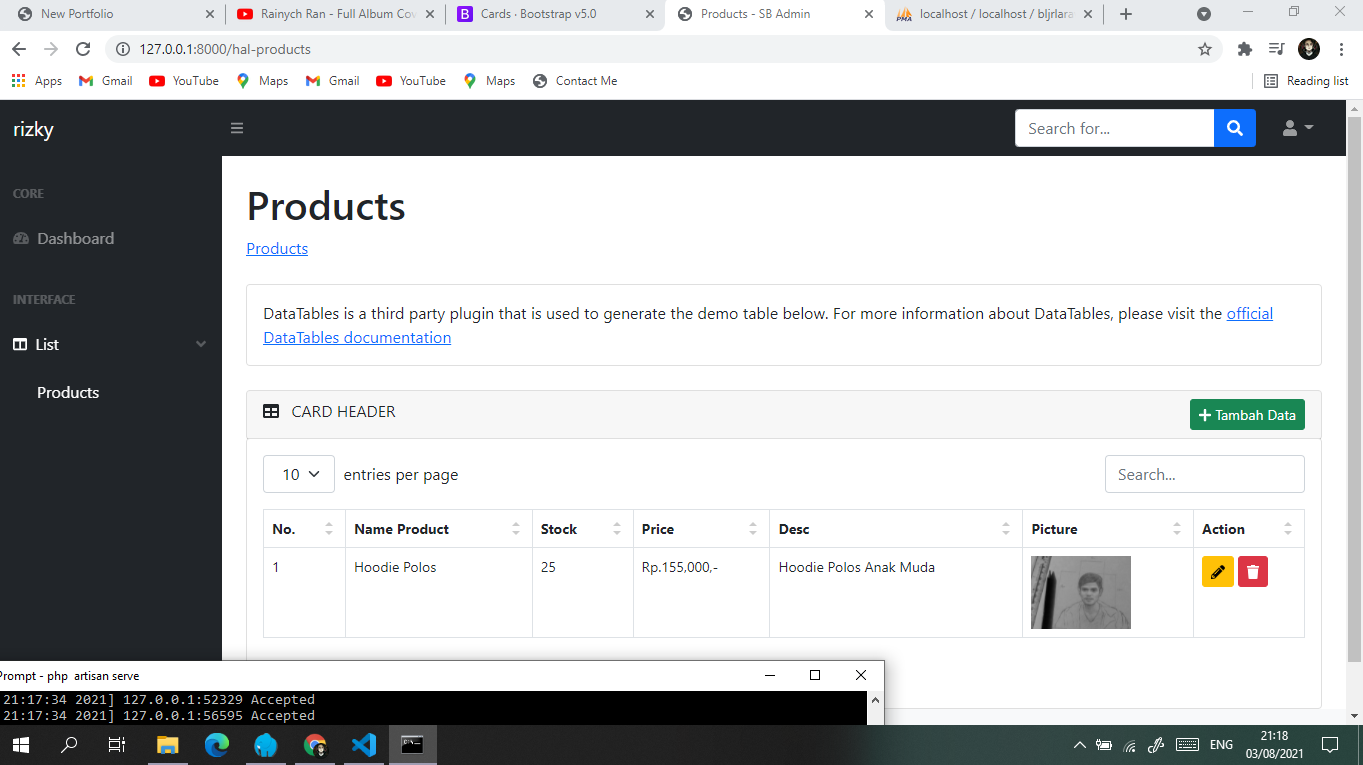 New Portfolio
Rainych Ran - Full Album Cov
B Cards · Bootstrap v5.0
Products - SB Admin
PMA localhost / localhost / bljrlara
127.0.0.1:8000/hal-products
Apps Gmail YouTube Maps Gmail YouTube Maps Contact Me Reading list
rizky
Search for...
CORE
Dashboard
INTERFACE
List
Products
Products
Products
DataTables is a third party plugin that is used to generate the demo table below. For more information about DataTables, please visit the official
DataTables documentation
CARD HEADER
Tambah Data
10 entries per page
Search...
No. Name Product Stock Price Desc Picture Action
1 Hoodie Polos 25 Rp.155,000,- Hoodie Polos Anak Muda
Prompt - php artisan serve
21:17:34 2021] 127.0.0.1:52329 Accepted
21:17:34 2021] 127.0.0.1:56595 Accepted
ENG
21:18
03/08/2021